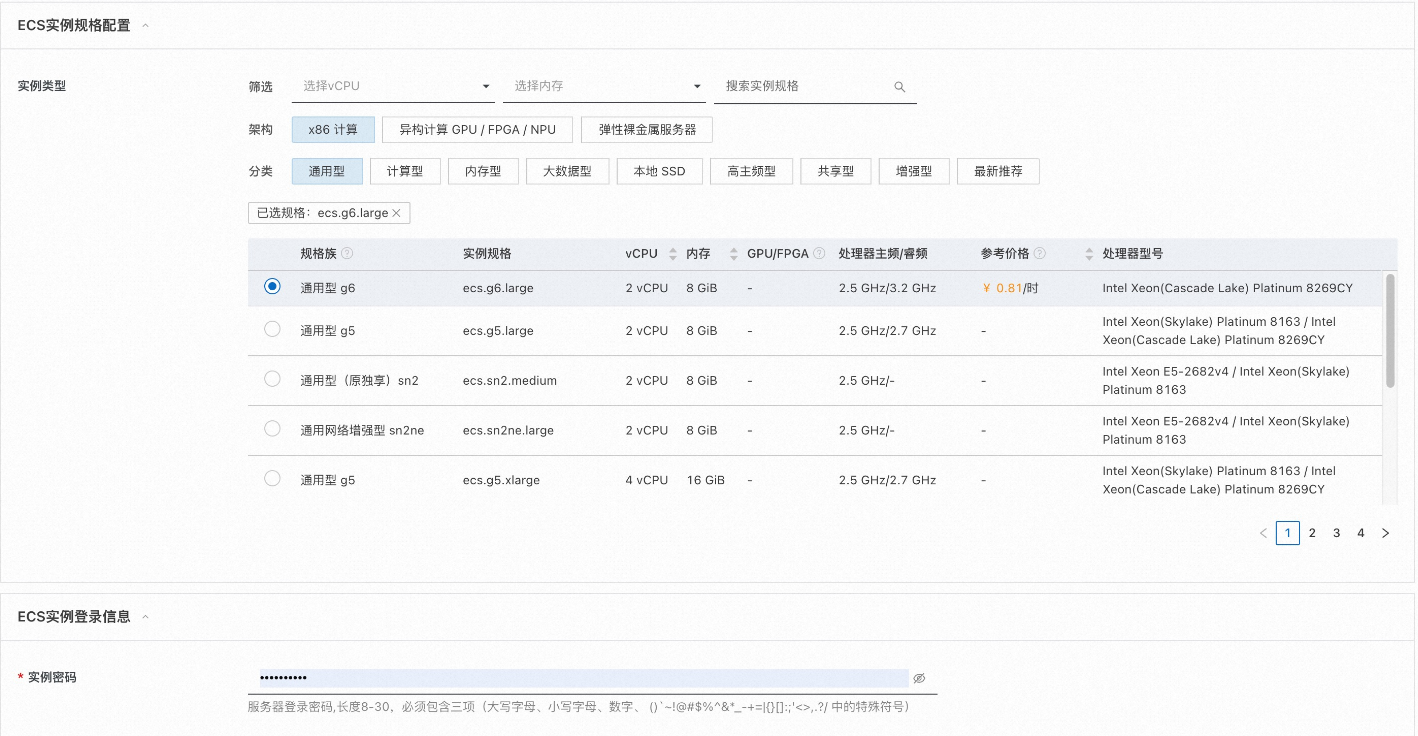 ECS实例规格配置
实例类型
筛选 选择vCPU 选择内存 搜索实例规格
架构 x86 计算 异构计算 GPU / FPGA / NPU 弹性裸金属服务器
分类 通用型 计算型 内存型 大数据型 本地 SSD 高主频型 共享型 增强型 最新推荐
已选规格：ecs.g6.large
规格族 实例规格 vCPU 内存 GPU/FPGA 处理器主频/睿频 参考价格 处理器型号
通用型 g6 ecs.g6.large 2 vCPU 8 GiB - 2.5 GHz/3.2 GHz ¥ 0.81/时 Intel Xeon(Cascade Lake) Platinum 8269CY
通用型 g5 ecs.g5.large 2 vCPU 8 GiB - 2.5 GHz/2.7 GHz - Intel Xeon(Skylake) Platinum 8163 / Intel
Xeon(Cascade Lake) Platinum 8269CY
通用型（原独享）sn2 ecs.sn2.medium 2 vCPU 8 GiB - 2.5 GHz/- - Intel Xeon E5-2682v4 / Intel Xeon(Skylake)
Platinum 8163
通用网络增强型 sn2ne ecs.sn2ne.large 2 vCPU 8 GiB - 2.5 GHz/- - Intel Xeon E5-2682v4 / Intel Xeon(Skylake)
Platinum 8163
通用型 g5 ecs.g5.xlarge 4 vCPU 16 GiB - 2.5 GHz/2.7 GHz - Intel Xeon(Skylake) Platinum 8163 / Intel
Xeon(Cascade Lake) Platinum 8269CY
1 2 3 4
ECS实例登录信息
* 实例密码 ••••••••••
服务器登录密码,长度8-30，必须包含三项（大写字母、小写字母、数字、 ()`~!@#$%^&*_-+=|{}[]:;'<>,.?/ 中的特殊符号）